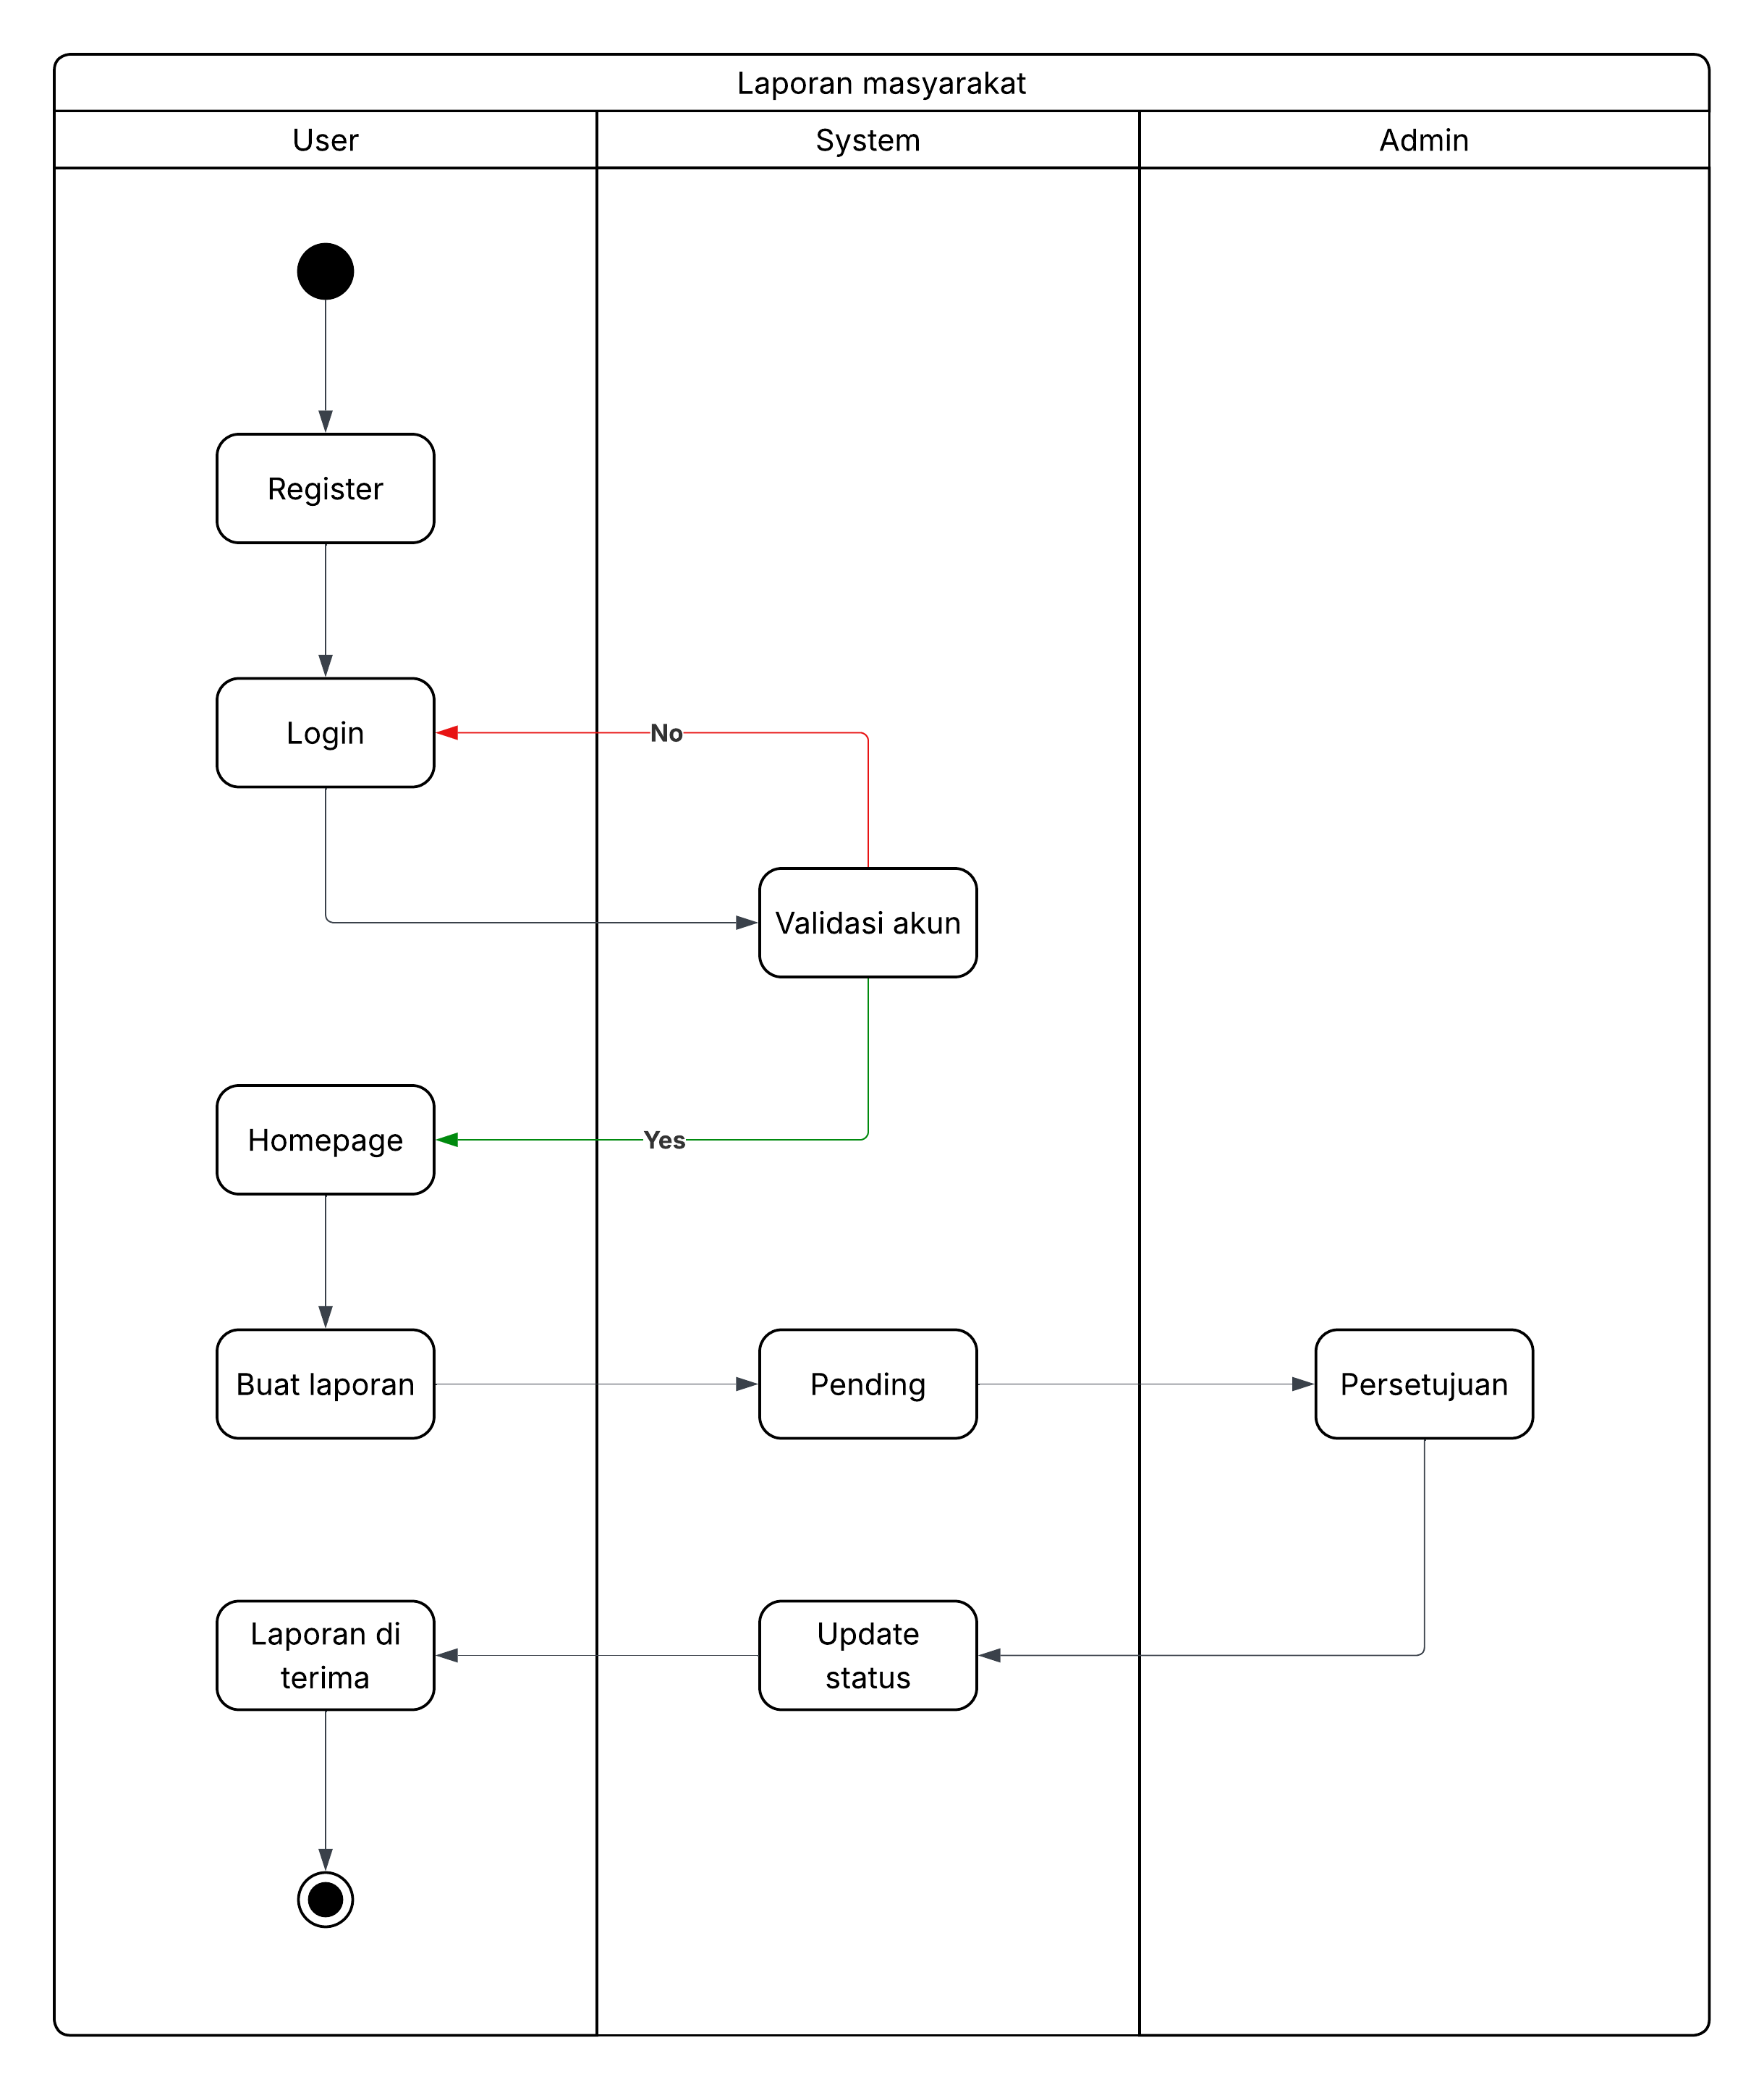 Laporan masyarakat
User
System
Admin
Register
Login
No
Validasi akun
Homepage
Yes
Buat laporan
Pending
Persetujuan
Laporan di
terima
Update
status